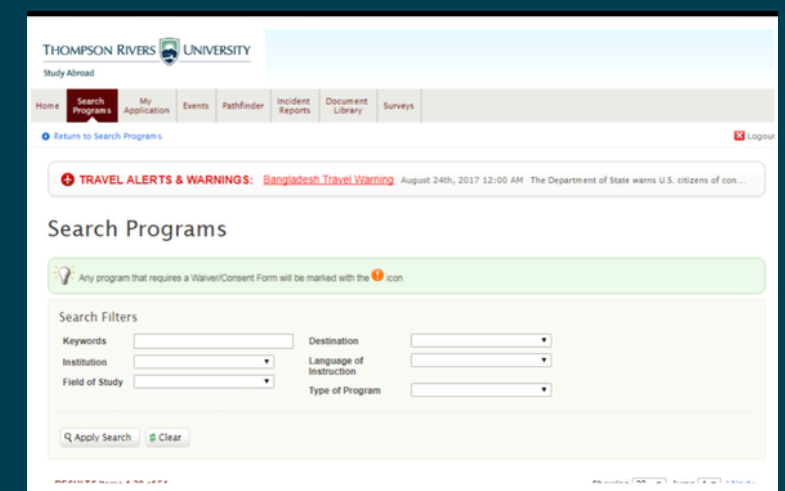 THOMPSON RIVERS UNIVERSITY
Study Abroad
Home Search Programs My Application Events Pathfinder Incident Reports Document Library Surveys
Return to Search Programs Logout
TRAVEL ALERTS & WARNINGS: Bangladesh Travel Warning August 24th, 2017 12:00 AM The Department of State warns U.S. citizens of con...
Search Programs
Any program that requires a Waiver/Consent Form will be marked with the icon
Search Filters
Keywords Destination
Institution Language of Instruction
Field of Study Type of Program
Apply Search Clear